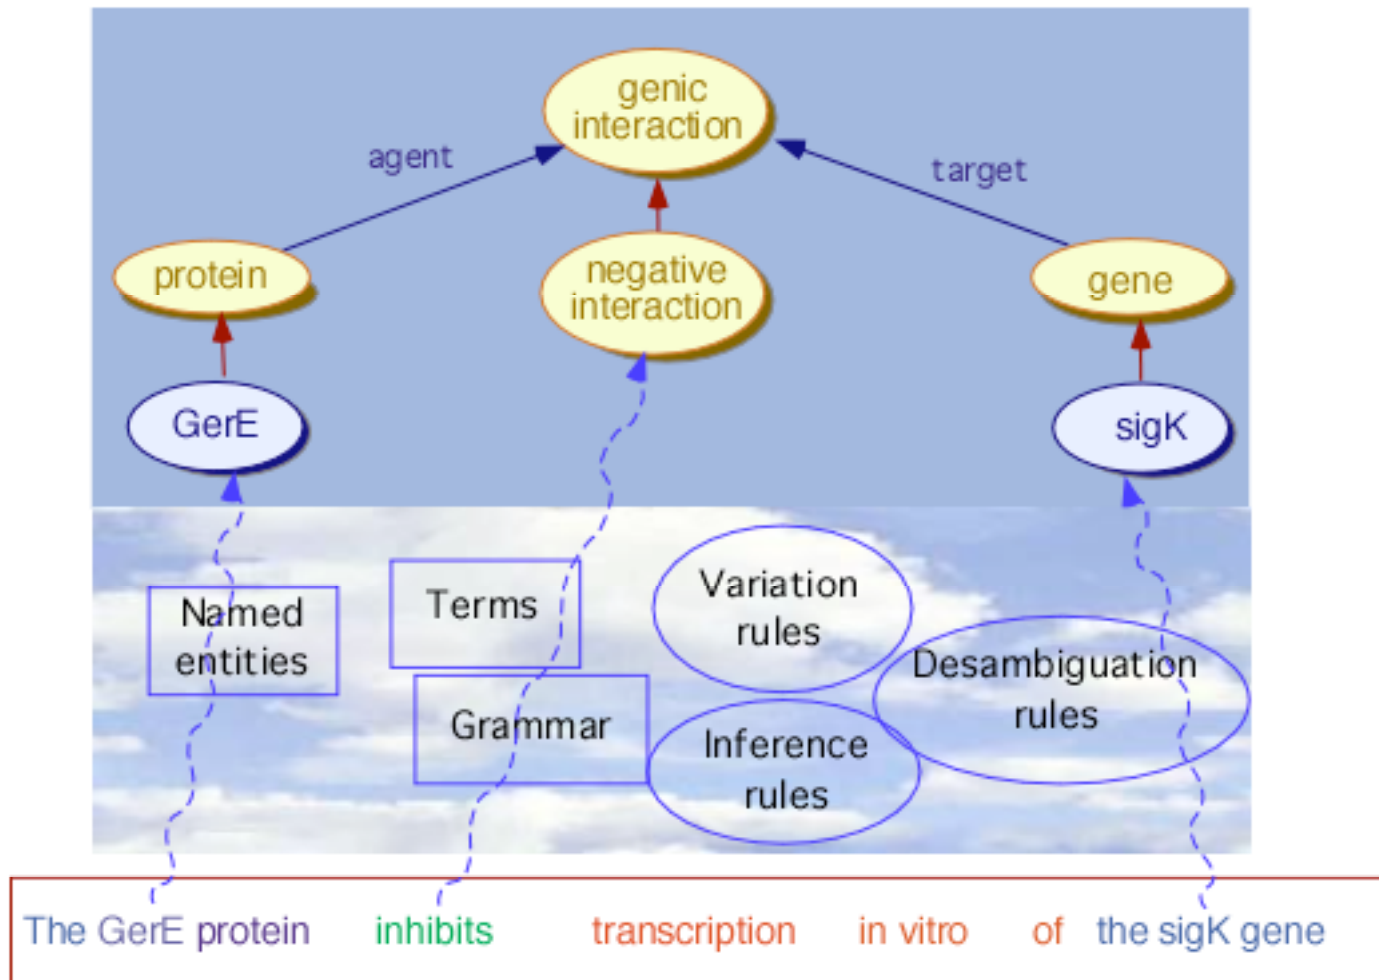 genic
interaction
agent
target
protein
negative
interaction
gene
GerE
sigK
Named
entities
Terms
Variation
rules
Grammar
Inference
rules
Desambiguation
rules
The GerE protein inhibits transcription in vitro of the sigK gene